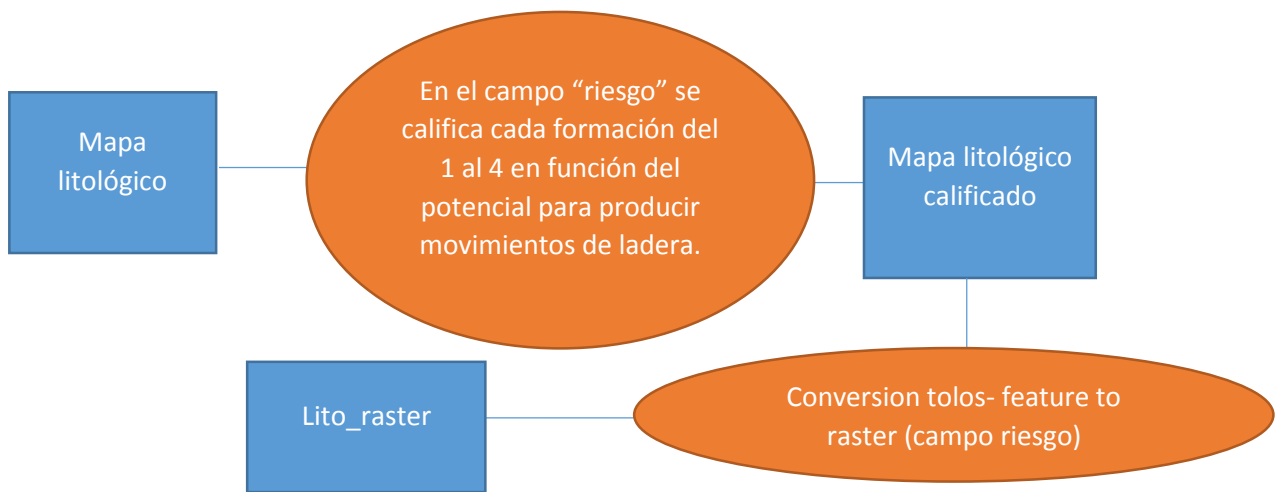 Mapa
litológico
En el campo “riesgo” se
califica cada formación del
1 al 4 en función del
potencial para producir
movimientos de ladera.
Mapa litológico
calificado
Conversion tolos- feature to
raster (campo riesgo)
Lito_raster